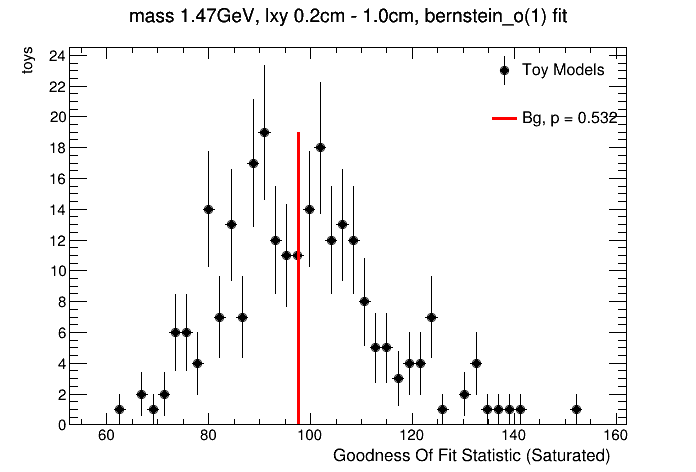 mass 1.47GeV, lxy 0.2cm - 1.0cm, bernstein_o(1) fit
toys
24
22
20
18
16
14
12
10
8
6
4
2
0
Toy Models
Bg, p = 0.532
60 80 100 120 140 160
Goodness Of Fit Statistic (Saturated)